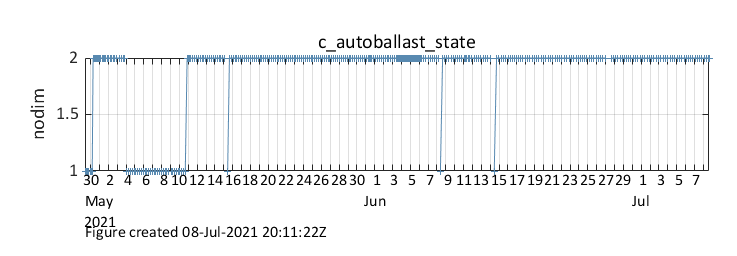 c_autoballast_state
2
1.5
1
nodim
30 2 4 6 8 10 12 14 16 18 20 22 24 26 28 30 1 3 5 7 9 11 13 15 17 19 21 23 25 27 29 1 3 5 7
May Jun Jul
2021
Figure created 08-Jul-2021 20:11:22Z